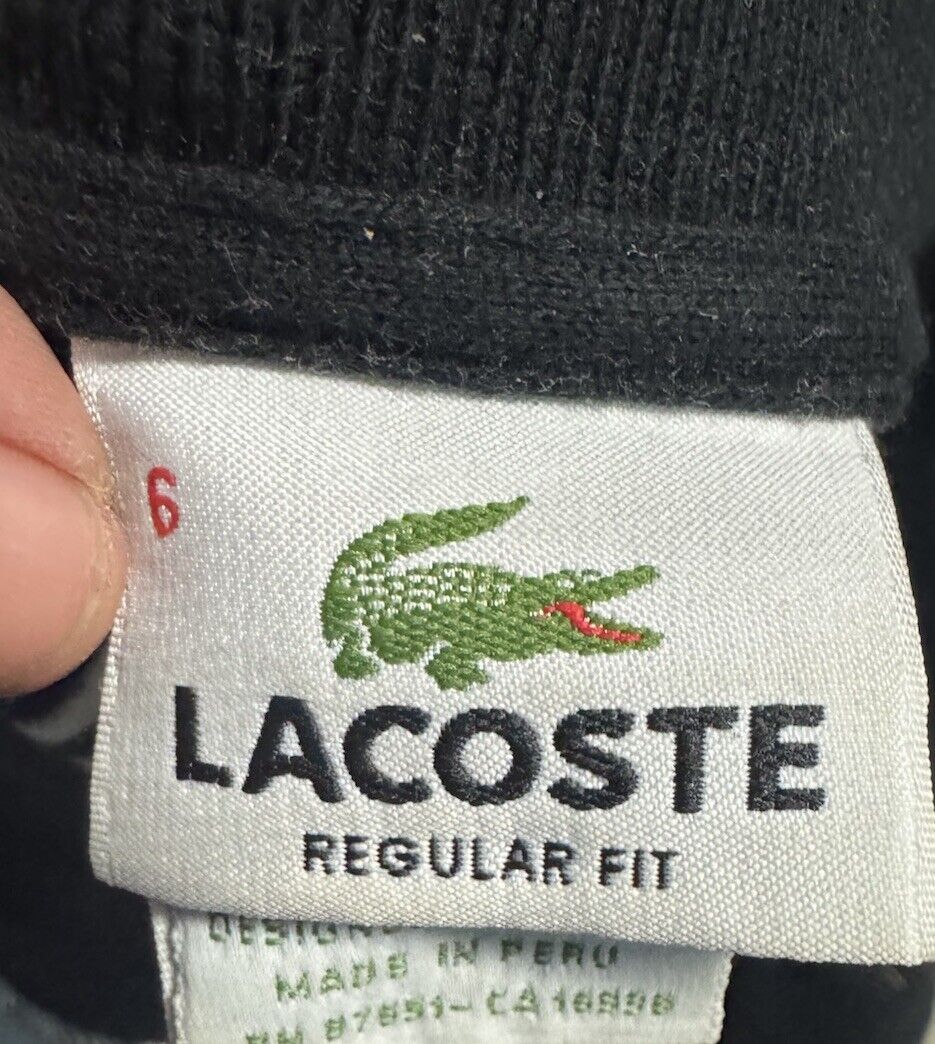 6
LACOSTE
REGULAR FIT
MADE IN PERU